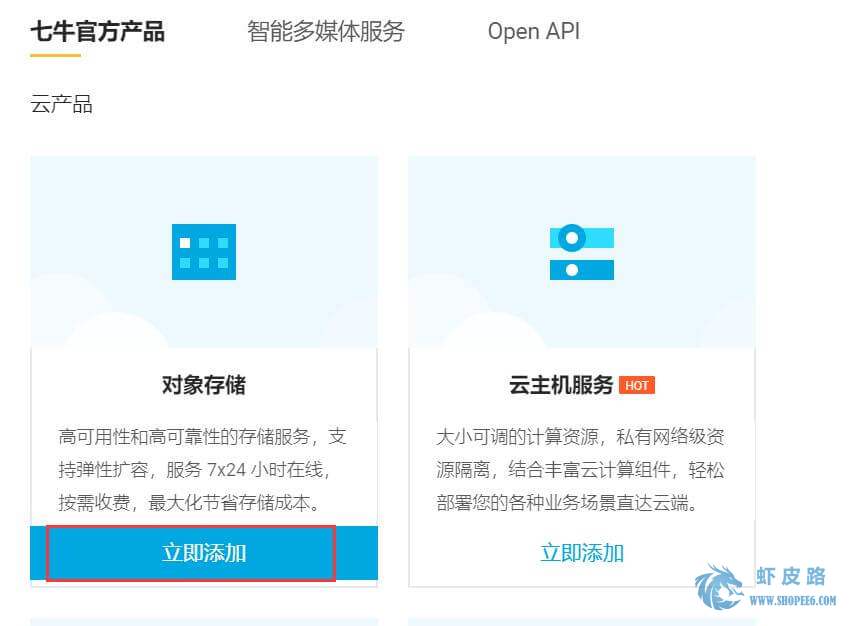 七牛官方产品 智能多媒体服务 Open API
云产品
对象存储
高可用性和高可靠性的存储服务，支
持弹性扩容，服务 7x24 小时在线，
按需收费，最大化节省存储成本。
立即添加
云主机服务 HOT
大小可调的计算资源，私有网络级资
源隔离，结合丰富云计算组件，轻松
部署您的各种业务场景直达云端。
立即添加
虾皮路
WWW.SHOPEE6.COM